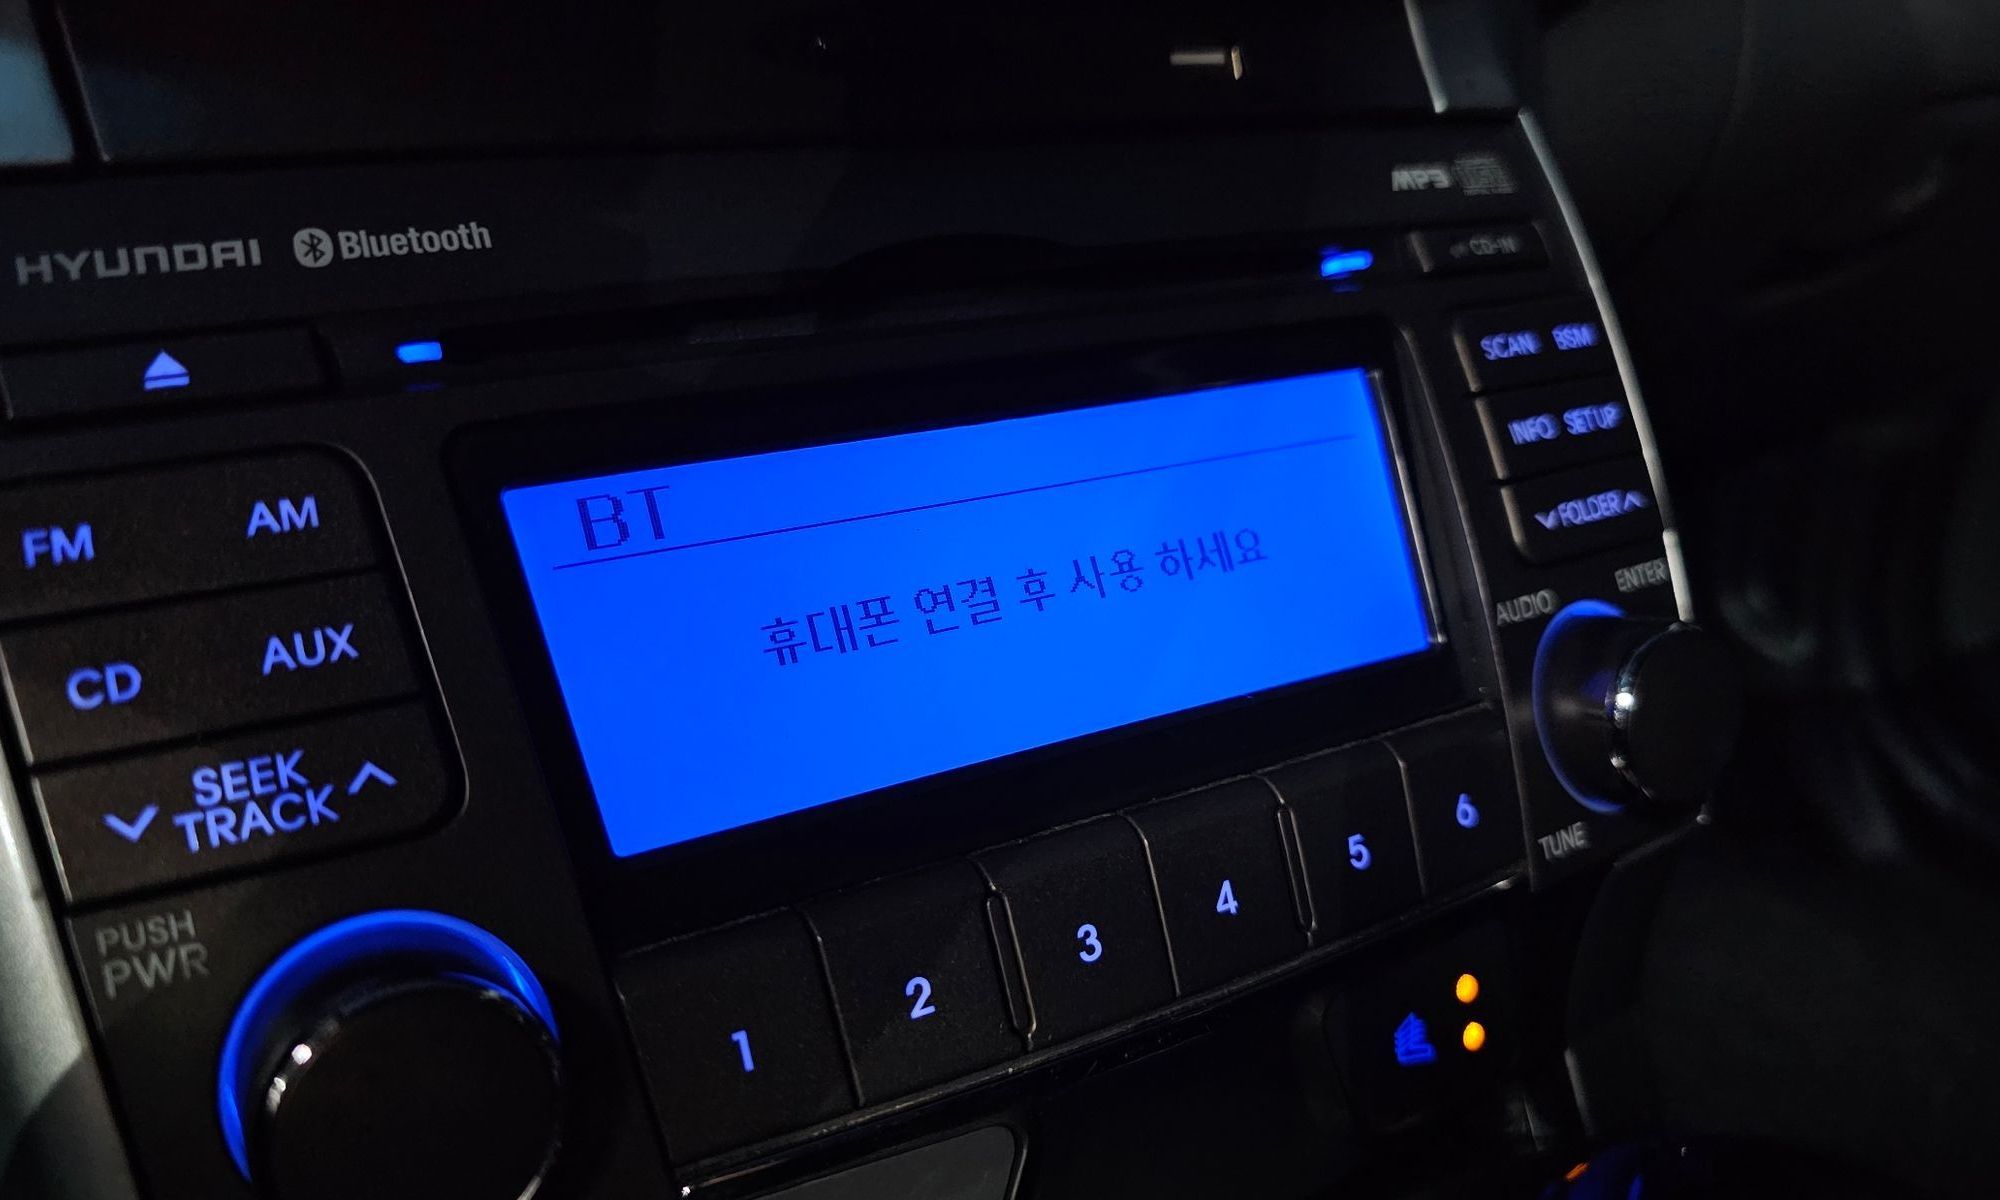 MP3
HYUNDAI Bluetooth
CD-IN
SCAN BSM
INFO SETUP
FOLDER
FM AM
CD AUX
SEEK
TRACK
PUSH
PWR
BT
휴대폰 연결 후 사용 하세요
AUDIO ENTER
TUNE
1 2 3 4 5 6